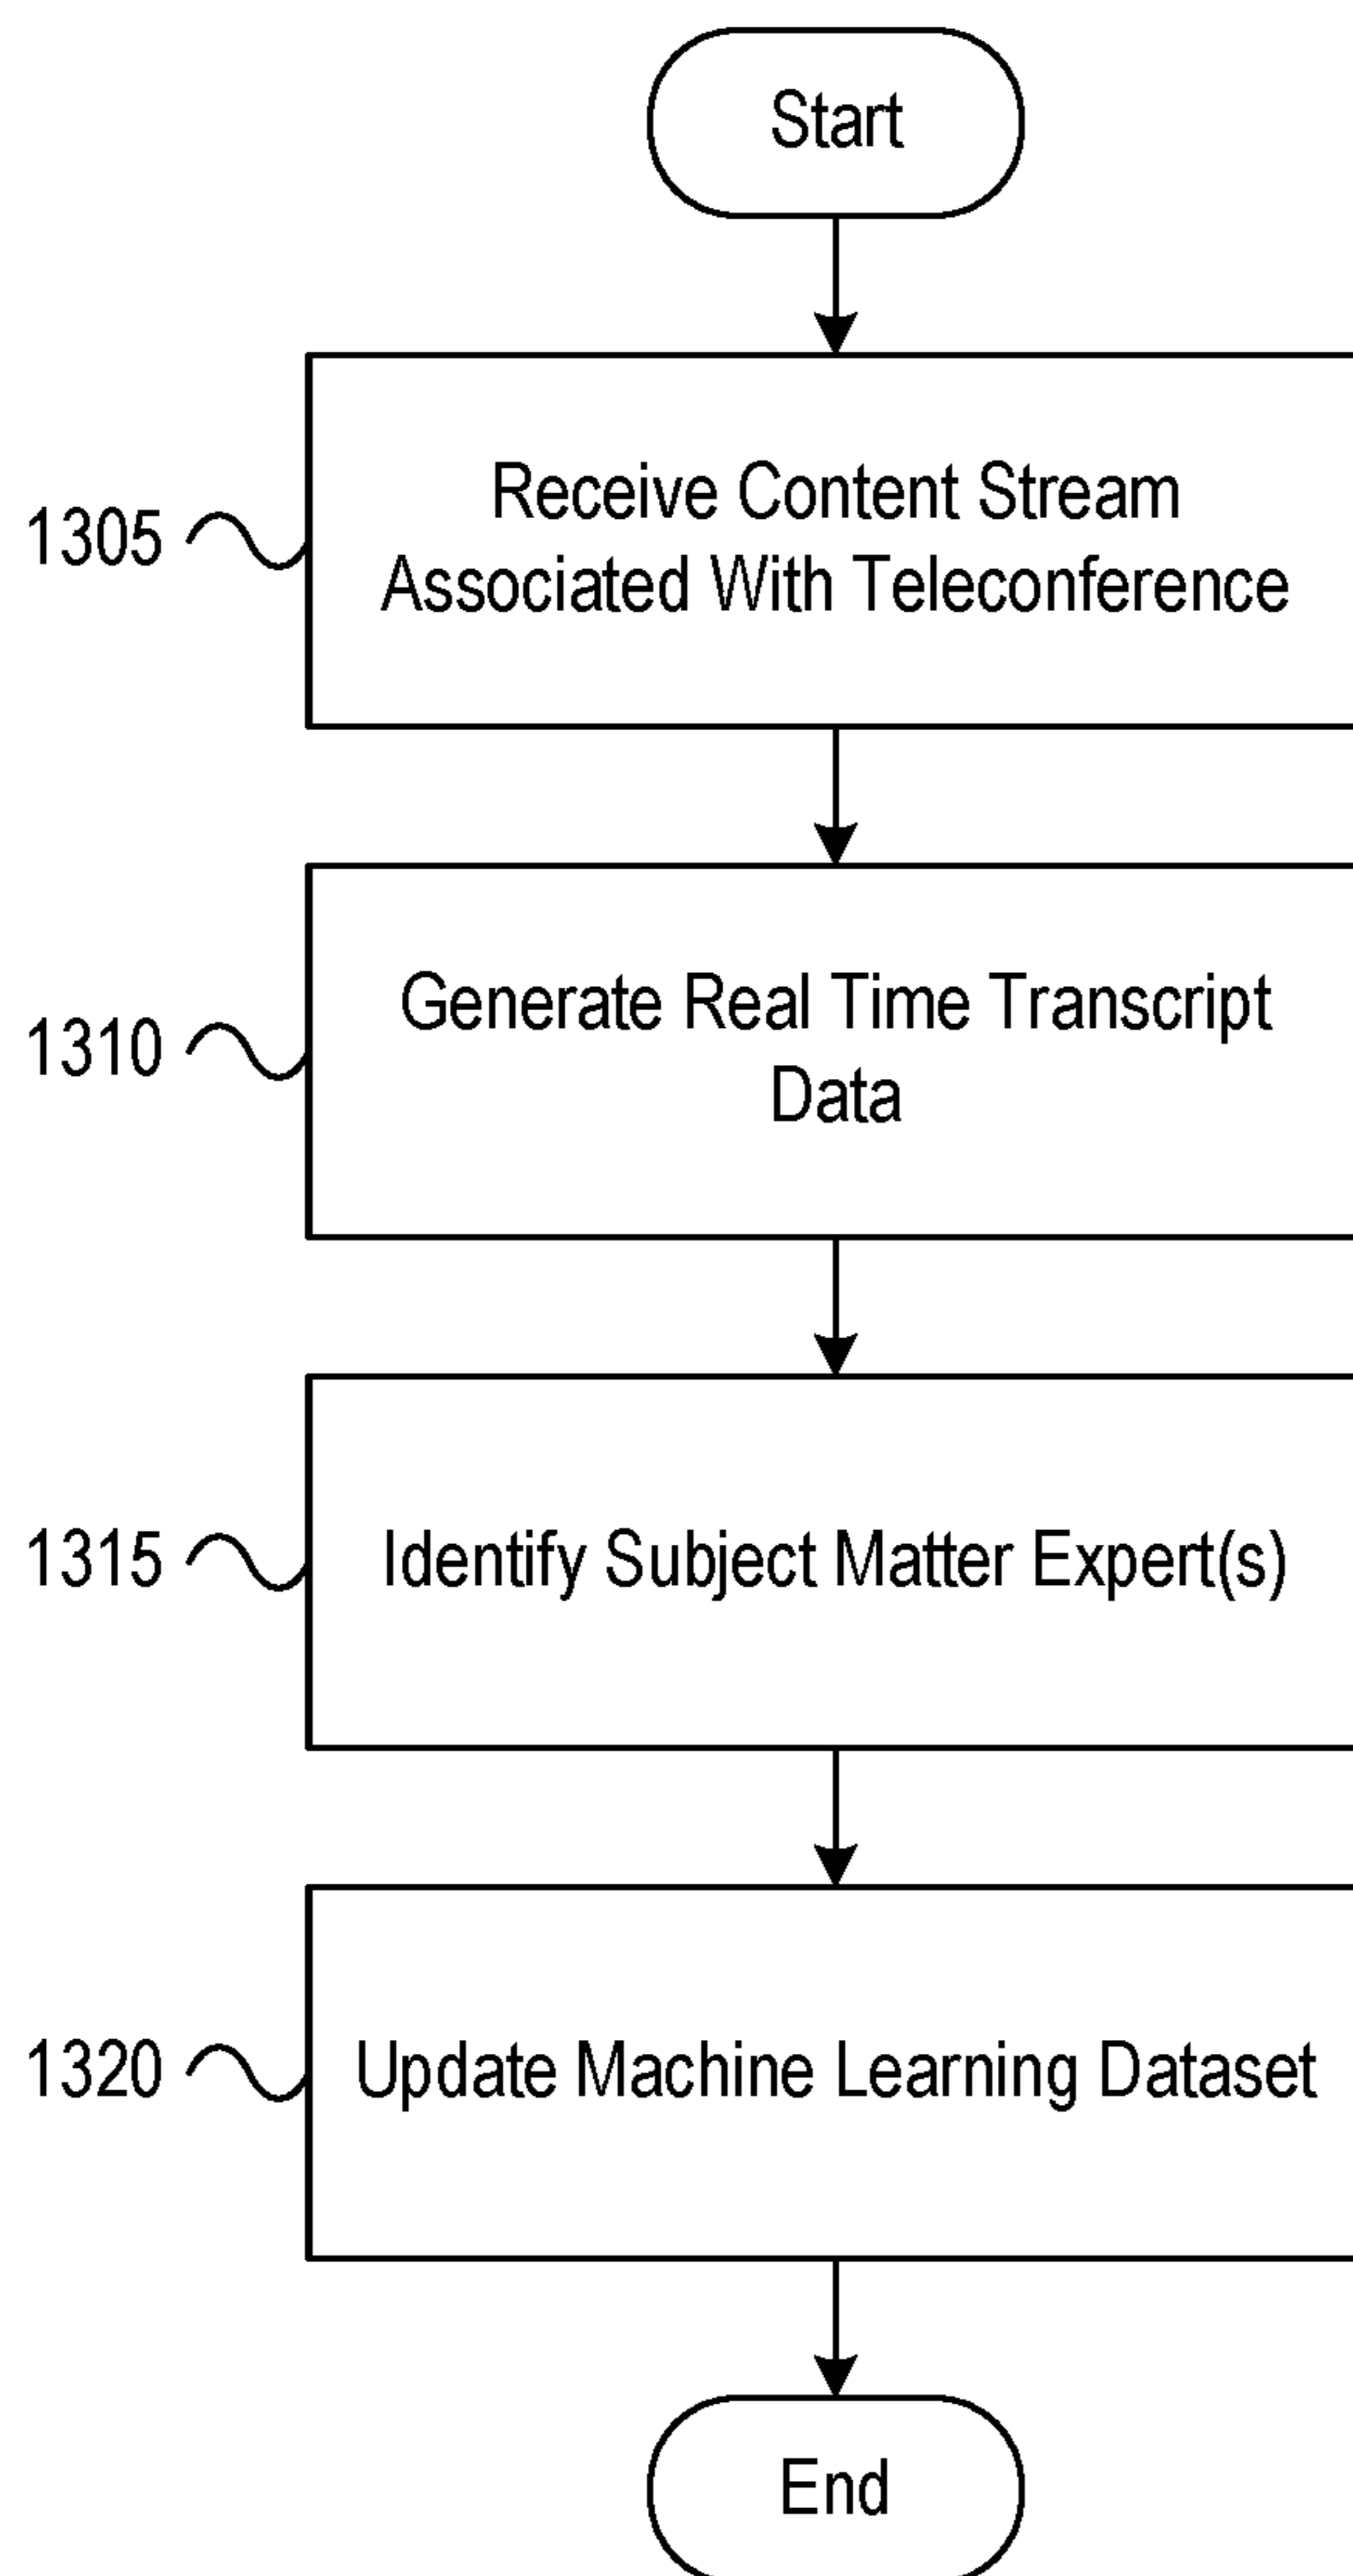 Start
1305
Receive Content Stream
Associated With Teleconference
1310
Generate Real Time Transcript
Data
1315
Identify Subject Matter Expert(s)
1320
Update Machine Learning Dataset
End